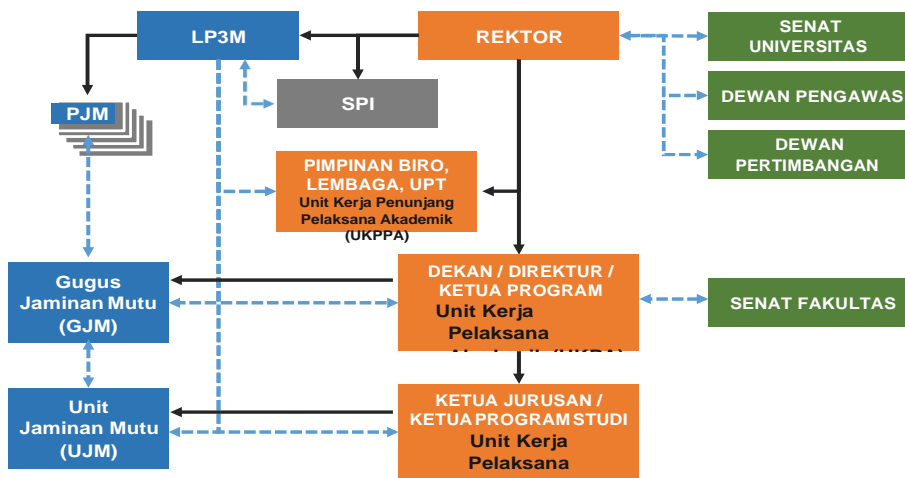 LP3M
REKTOR
SENAT
UNIVERSITAS
SPI
DEWAN PENGAWAS
PJM
DEWAN
PERTIMBANGAN
PIMPINAN BIRO,
LEMBAGA, UPT
Unit Kerja Penunjang
Pelaksana Akademik
(UKPPA)
Gugus
Jaminan Mutu
(GJM)
DEKAN / DIREKTUR /
KETUA PROGRAM
Unit Kerja
Pelaksana
SENAT FAKULTAS
Unit
Jaminan Mutu
(UJM)
KETUA JURUSAN /
KETUA PROGRAM STUDI
Unit Kerja
Pelaksana